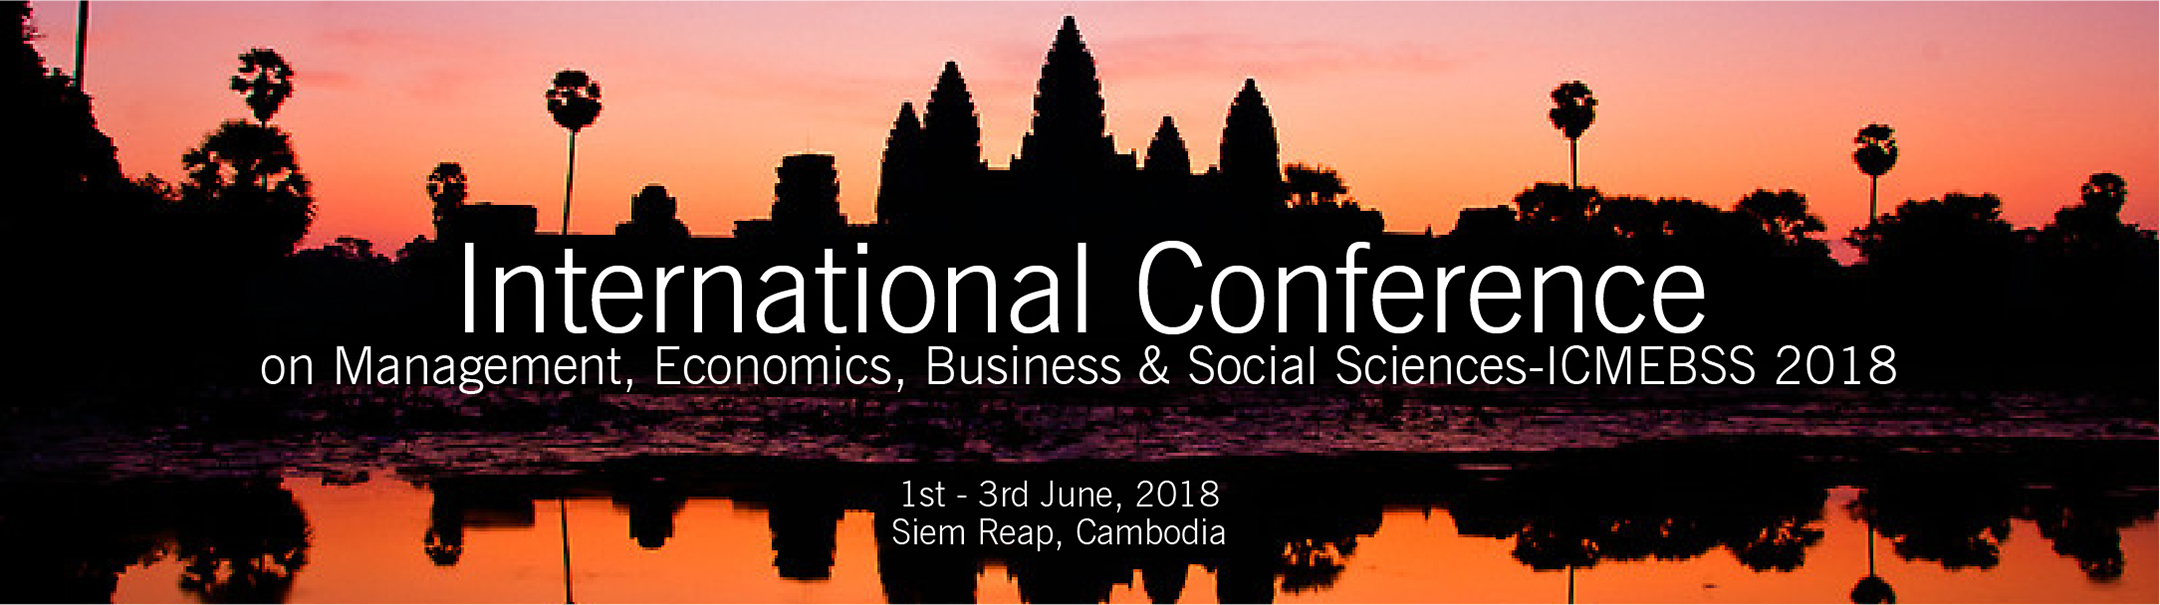 International Conference
on Management, Economics, Business & Social Sciences-ICMEBSS 2018
1st - 3rd June, 2018
Siem Reap, Cambodia